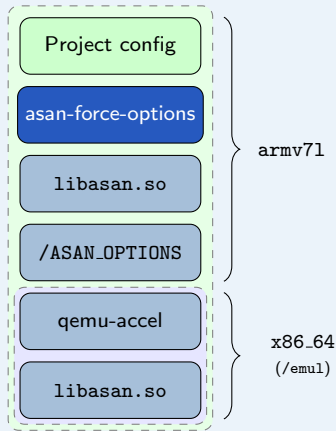 Project config
asan-force-options
libasan.so
/ASAN_OPTIONS
armv7l
qemu-accel
libasan.so
x86_64
(/emul)